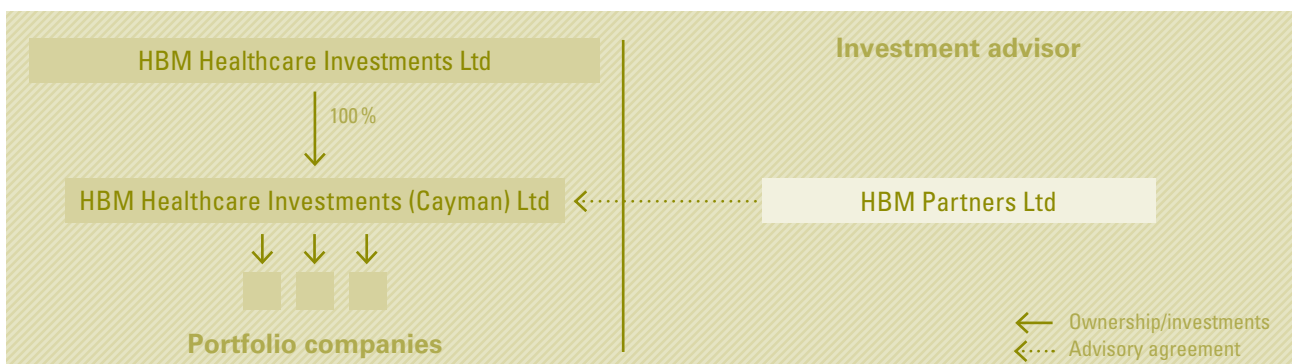 HBM Healthcare Investments Ltd
Investment advisor
100 %
HBM Healthcare Investments (Cayman) Ltd
HBM Partners Ltd
Portfolio companies
Ownership/investments
Advisory agreement